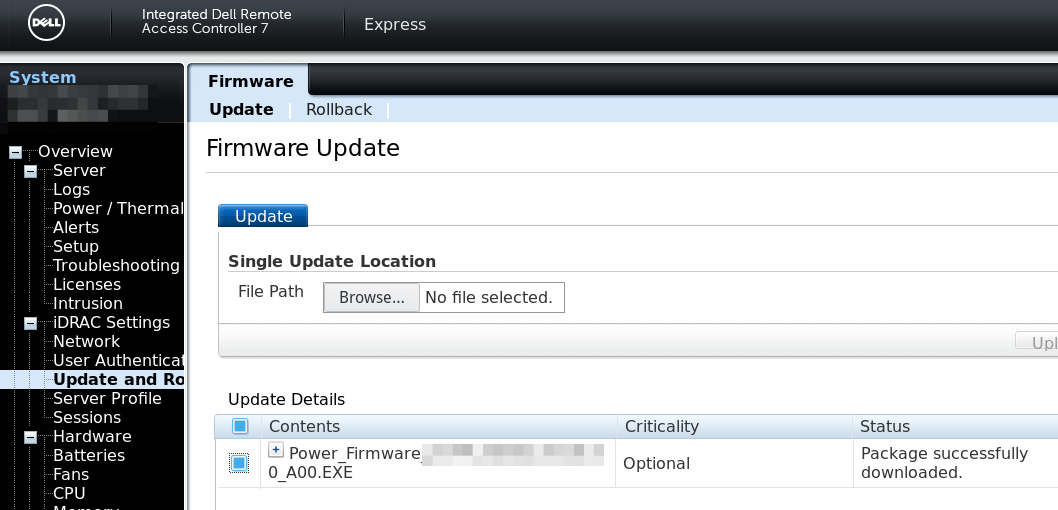 DELL
Integrated Dell Remote
Access Controller 7
Express
System
Firmware
Update
Rollback
Firmware Update
Overview
Server
Logs
Power / Thermal
Alerts
Setup
Troubleshooting
Licenses
Intrusion
iDRAC Settings
Network
User Authenticat
Update and Ro
Server Profile
Sessions
Hardware
Batteries
Fans
CPU
Memory
Update
Single Update Location
File Path
Browse...
No file selected.
Upl
Update Details
Contents
Criticality
Status
Power_Firmware_
0_A00.EXE
Optional
Package successfully
downloaded.